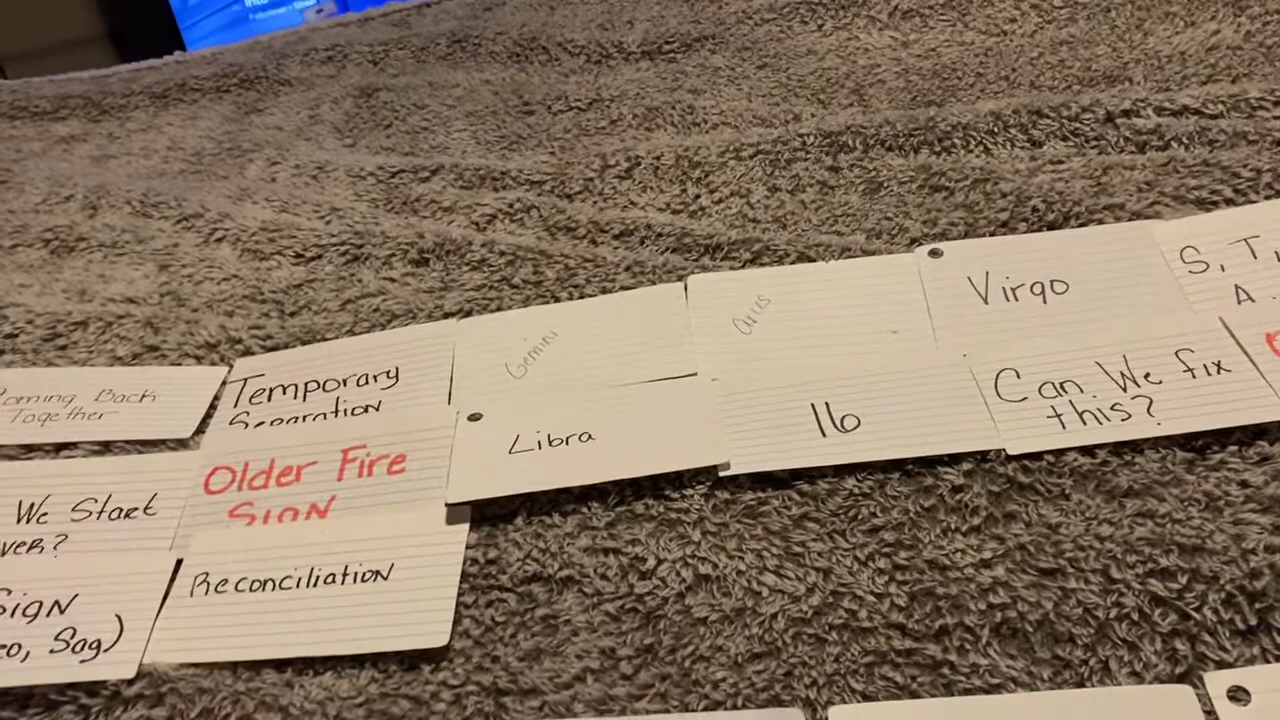 Coming Back
Together
We Start
Sign
Sag)
Temporary
Separation
Older Fire
Sign
Reconciliation
Gemini
Libra
Aries
16
Virgo
Can We fix
this?
S, T,
A